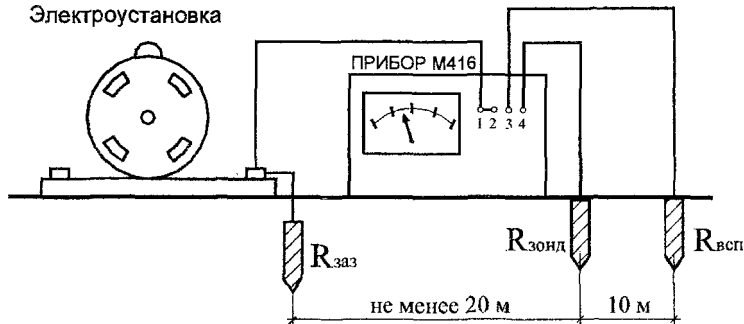 Электроустановка
ПРИБОР М416
1 2 3 4
Rзаз
Rзонд
Rвсп
не менее 20 м
10 м